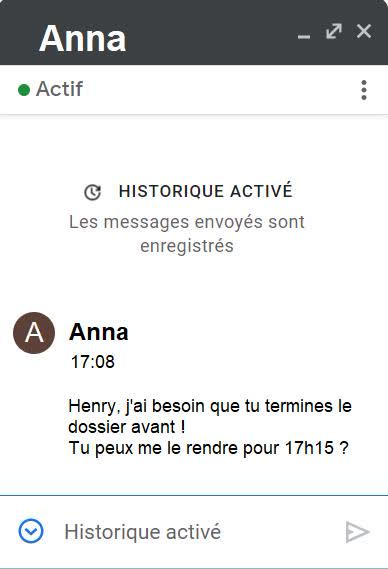 Anna
Actif
HISTORIQUE ACTIVÉ
Les messages envoyés sont
enregistrés
A
Anna
17:08
Henry, j'ai besoin que tu termines le
dossier avant !
Tu peux me le rendre pour 17h15 ?
Historique activé